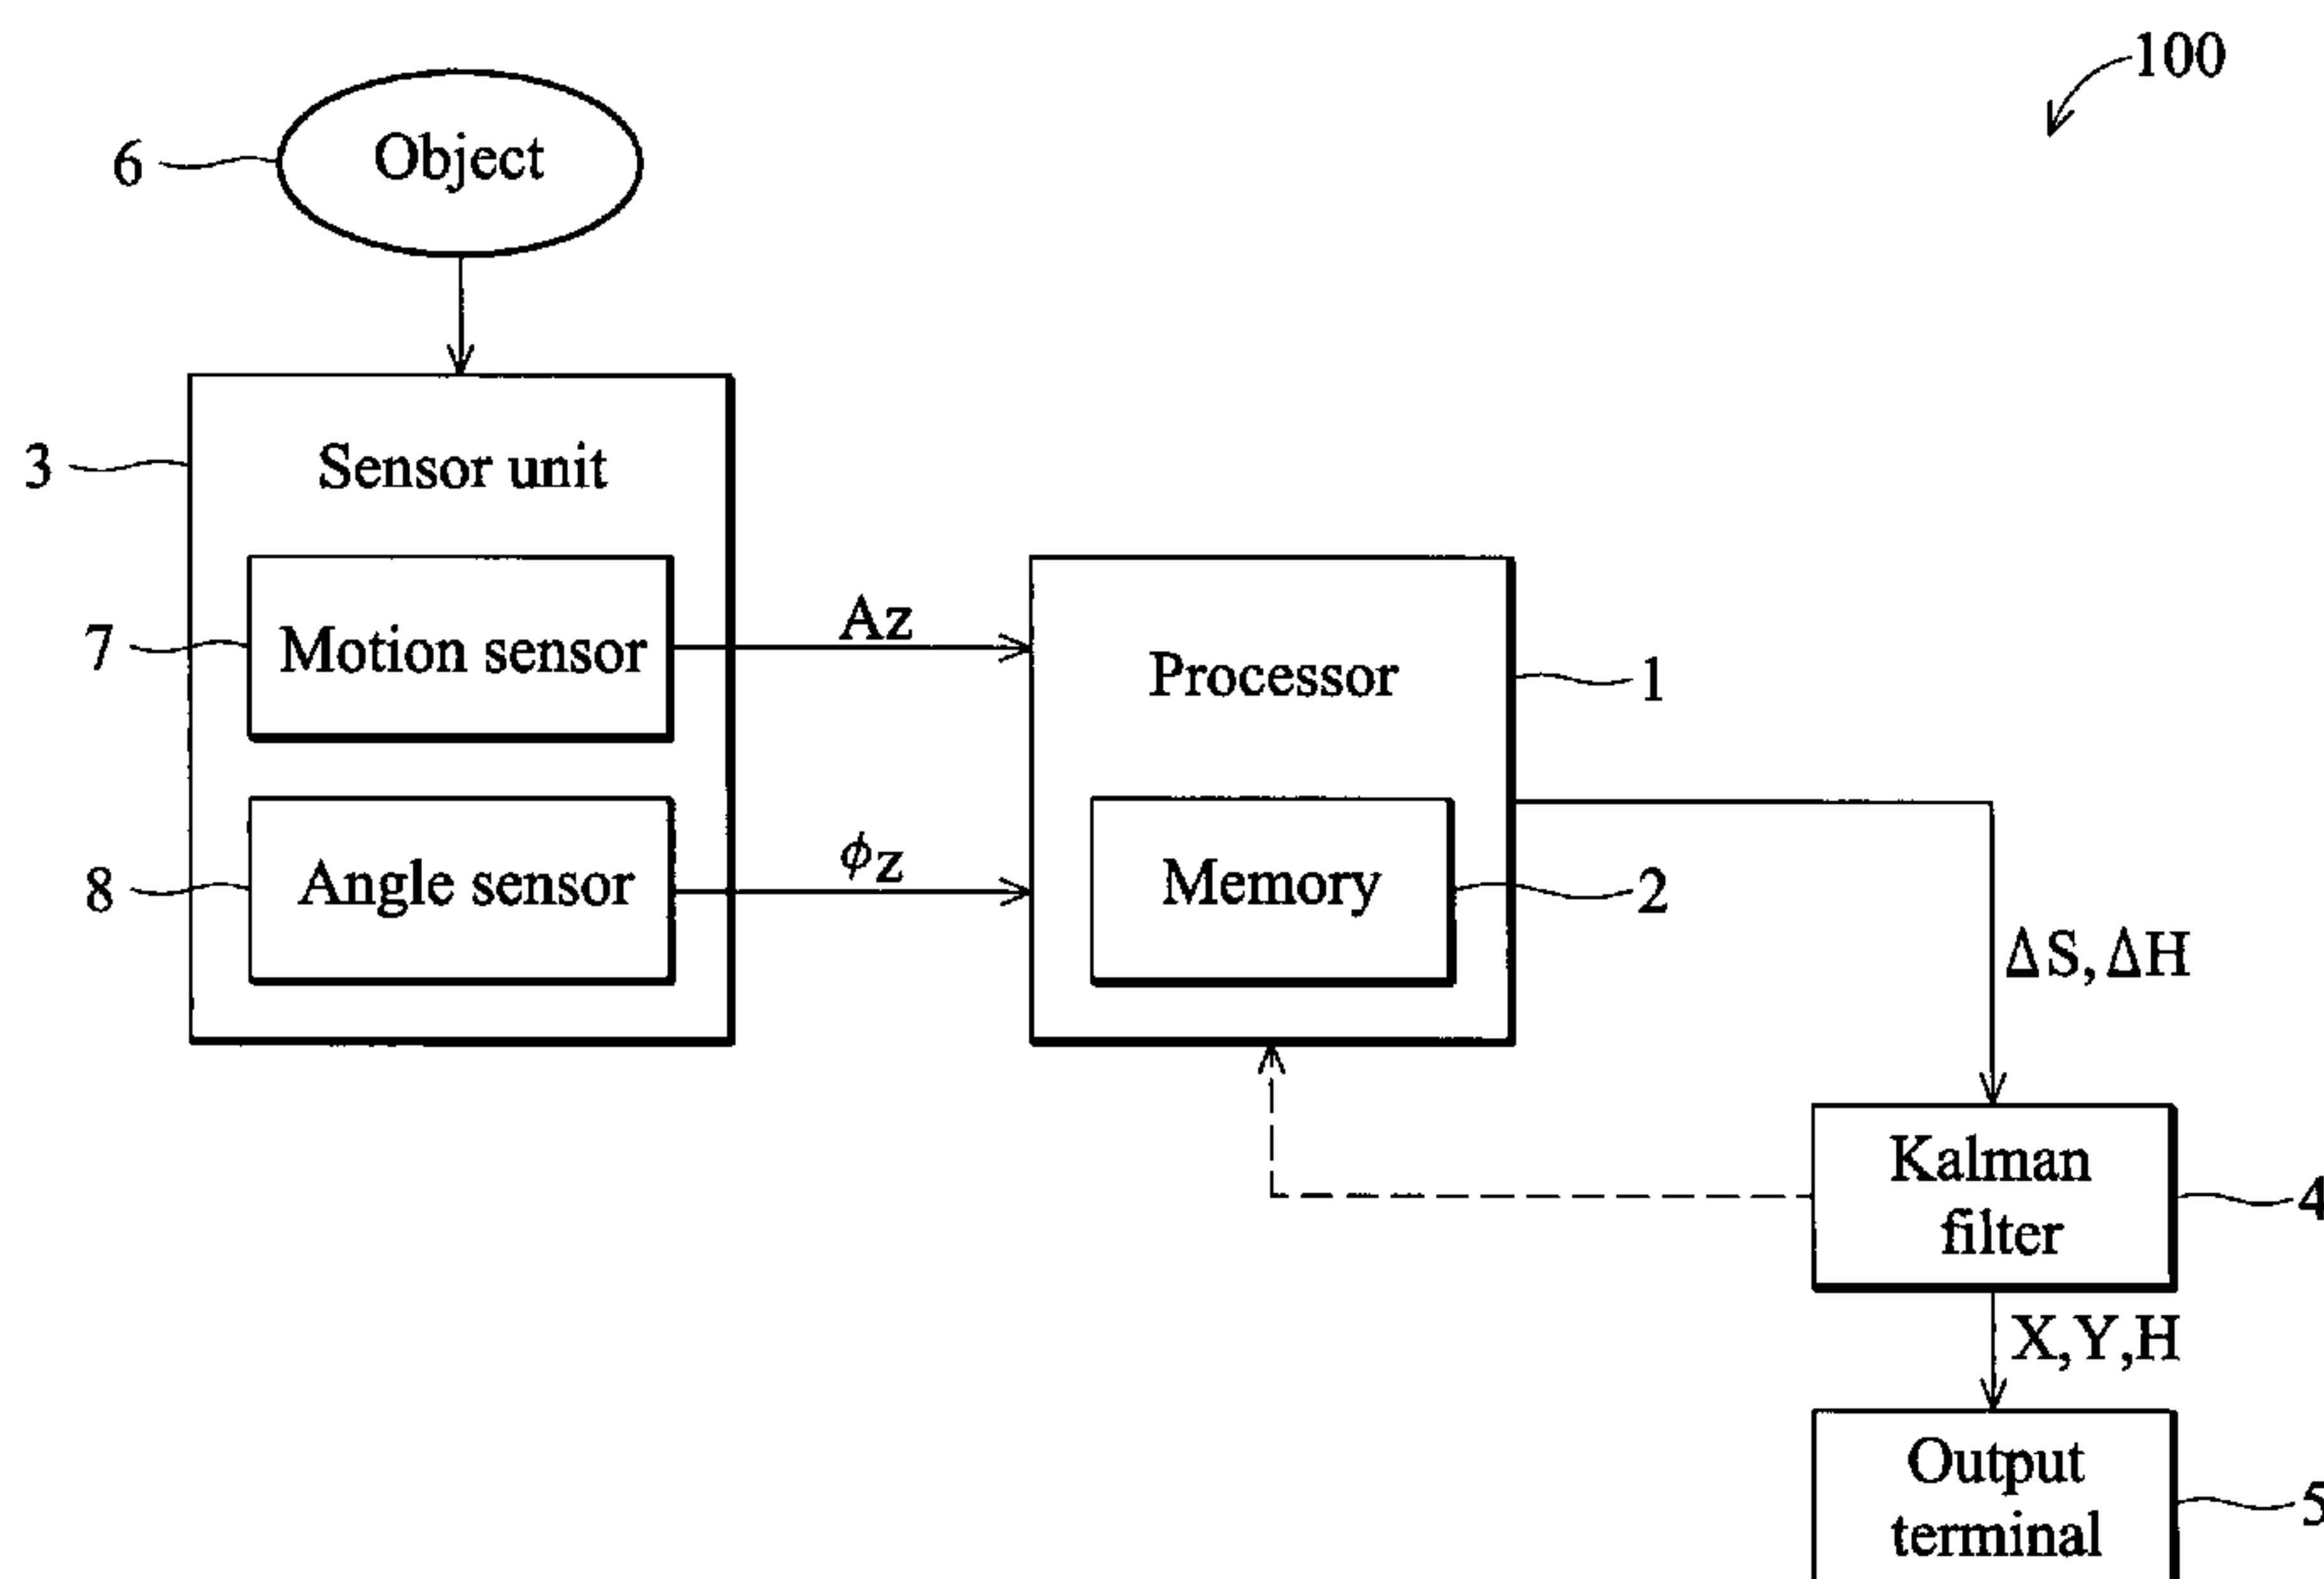 100
6
Object
3
Sensor unit
7
Motion sensor
Az
Processor
1
8
Angle sensor
ϕz
Memory
2
ΔS, ΔH
Kalman
filter
4
X,Y,H
Output
terminal
5